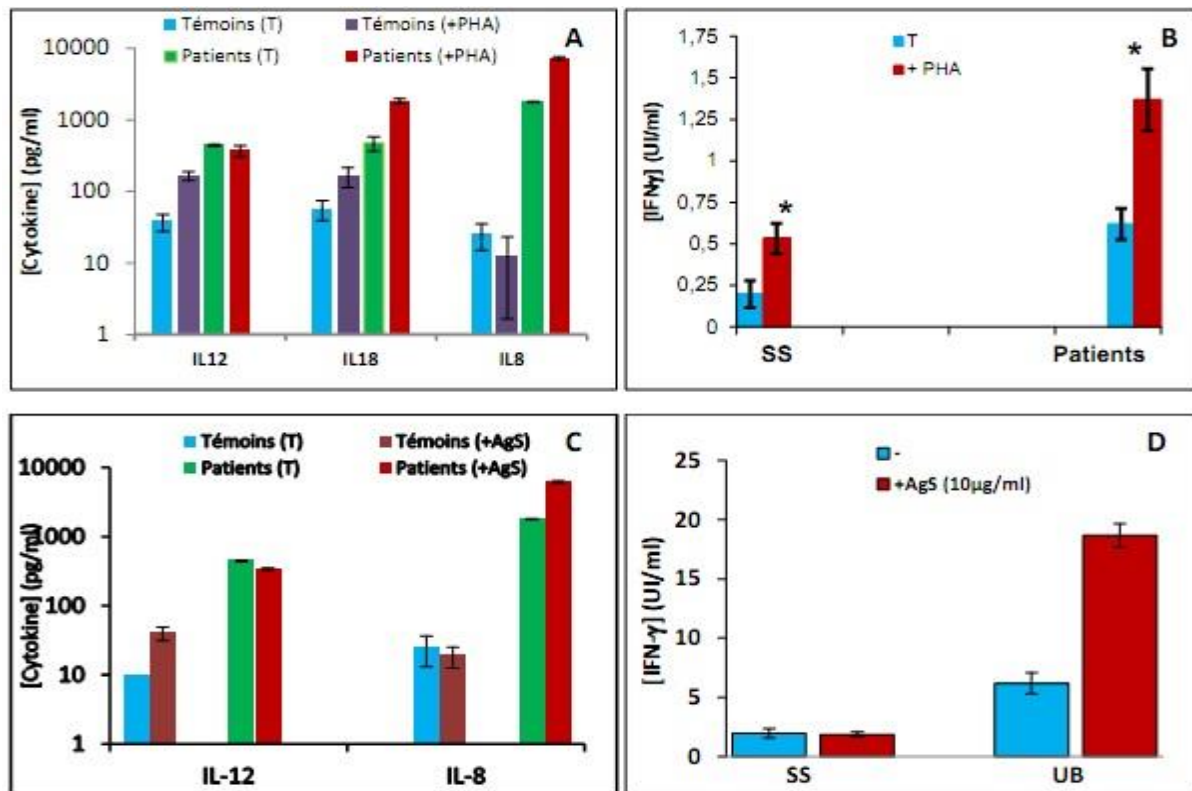 Témoins (T) Témoins (+PHA) A
Patients (T) Patients (+PHA)
[Cytokine] (pg/ml)
10000
1000
100
10
1
IL12 IL18 IL8
B
T
+ PHA
[IFNγ] (UI/ml)
1,75
1,5
1,25
1
0,75
0,5
0,25
0
*
*
SS Patients
Témoins (T) Témoins (+AgS) C
Patients (T) Patients (+AgS)
[Cytokine] (pg/ml)
10000
1000
100
10
1
IL-12 IL-8
D
-
+AgS (10µg/ml)
[IFN-γ] (UI/ml)
25
20
15
10
5
0
SS UB